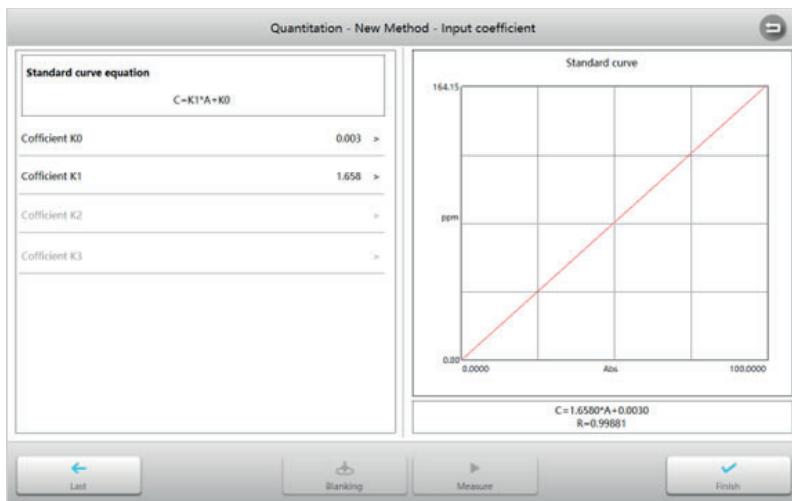 Quantitation - New Method - Input coefficient
Standard curve equation
C=K1*A+K0
Cofficient K0 0.003 >
Cofficient K1 1.658 >
Cofficient K2 >
Cofficient K3 >
Standard curve
164.15
ppm
0.00
0.0000 Abs 100.0000
C=1.6580*A+0.0030
R=0.99881
Last
Blanking
Measure
Finish